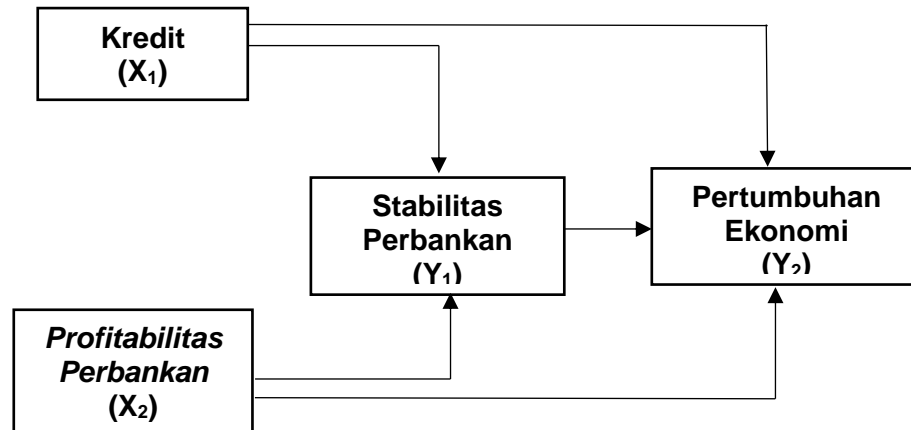 Kredit
(X₁)
Stabilitas
Perbankan
(Y₁)
Pertumbuhan
Ekonomi
(Y₂)
Profitabilitas
Perbankan
(X₂)